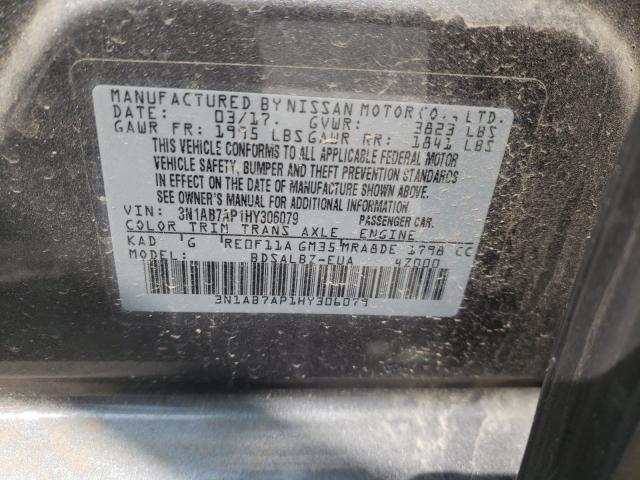 MANUFACTURED BY NISSAN MOTOR CO., LTD.
DATE: 03/17. GVWR: 3823 LBS
GAWR FR: 1995 LBS GAWR RR: 1841 LBS
THIS VEHICLE CONFORMS TO ALL APPLICABLE FEDERAL MOTOR
VEHICLE SAFETY, BUMPER AND THEFT PREVENTION STANDARDS
IN EFFECT ON THE DATE OF MANUFACTURE SHOWN ABOVE.
SEE OWNER'S MANUAL FOR ADDITIONAL INFORMATION
VIN: 3N1AB7AP1HY306079 PASSENGER CAR.
COLOR TRIM TRANS AXLE ENGINE
KAD G RE0F11A GM35 MRA8DE 1798 CC
MODEL: BDSALBZ-EUA 4Z000
3N1AB7AP1HY306079